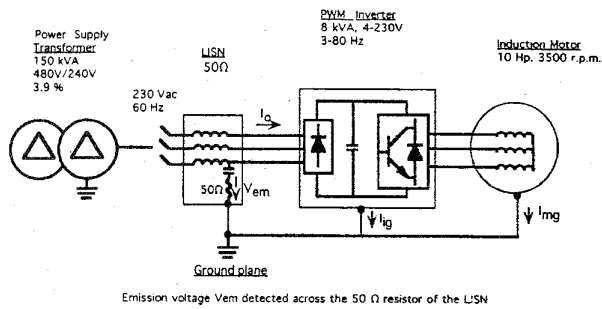 Power Supply
Transformer
150 kVA
480V/240V
3.9 %
230 Vac
60 Hz
LISN
50Ω
PWM Inverter
8 kVA, 4-230V
3-80 Hz
Induction Motor
10 Hp. 3500 r.p.m.
Ia
50Ω
Vem
Iig
Img
Ground plane
Emission voltage Vem detected across the 50 Ω resistor of the LISN